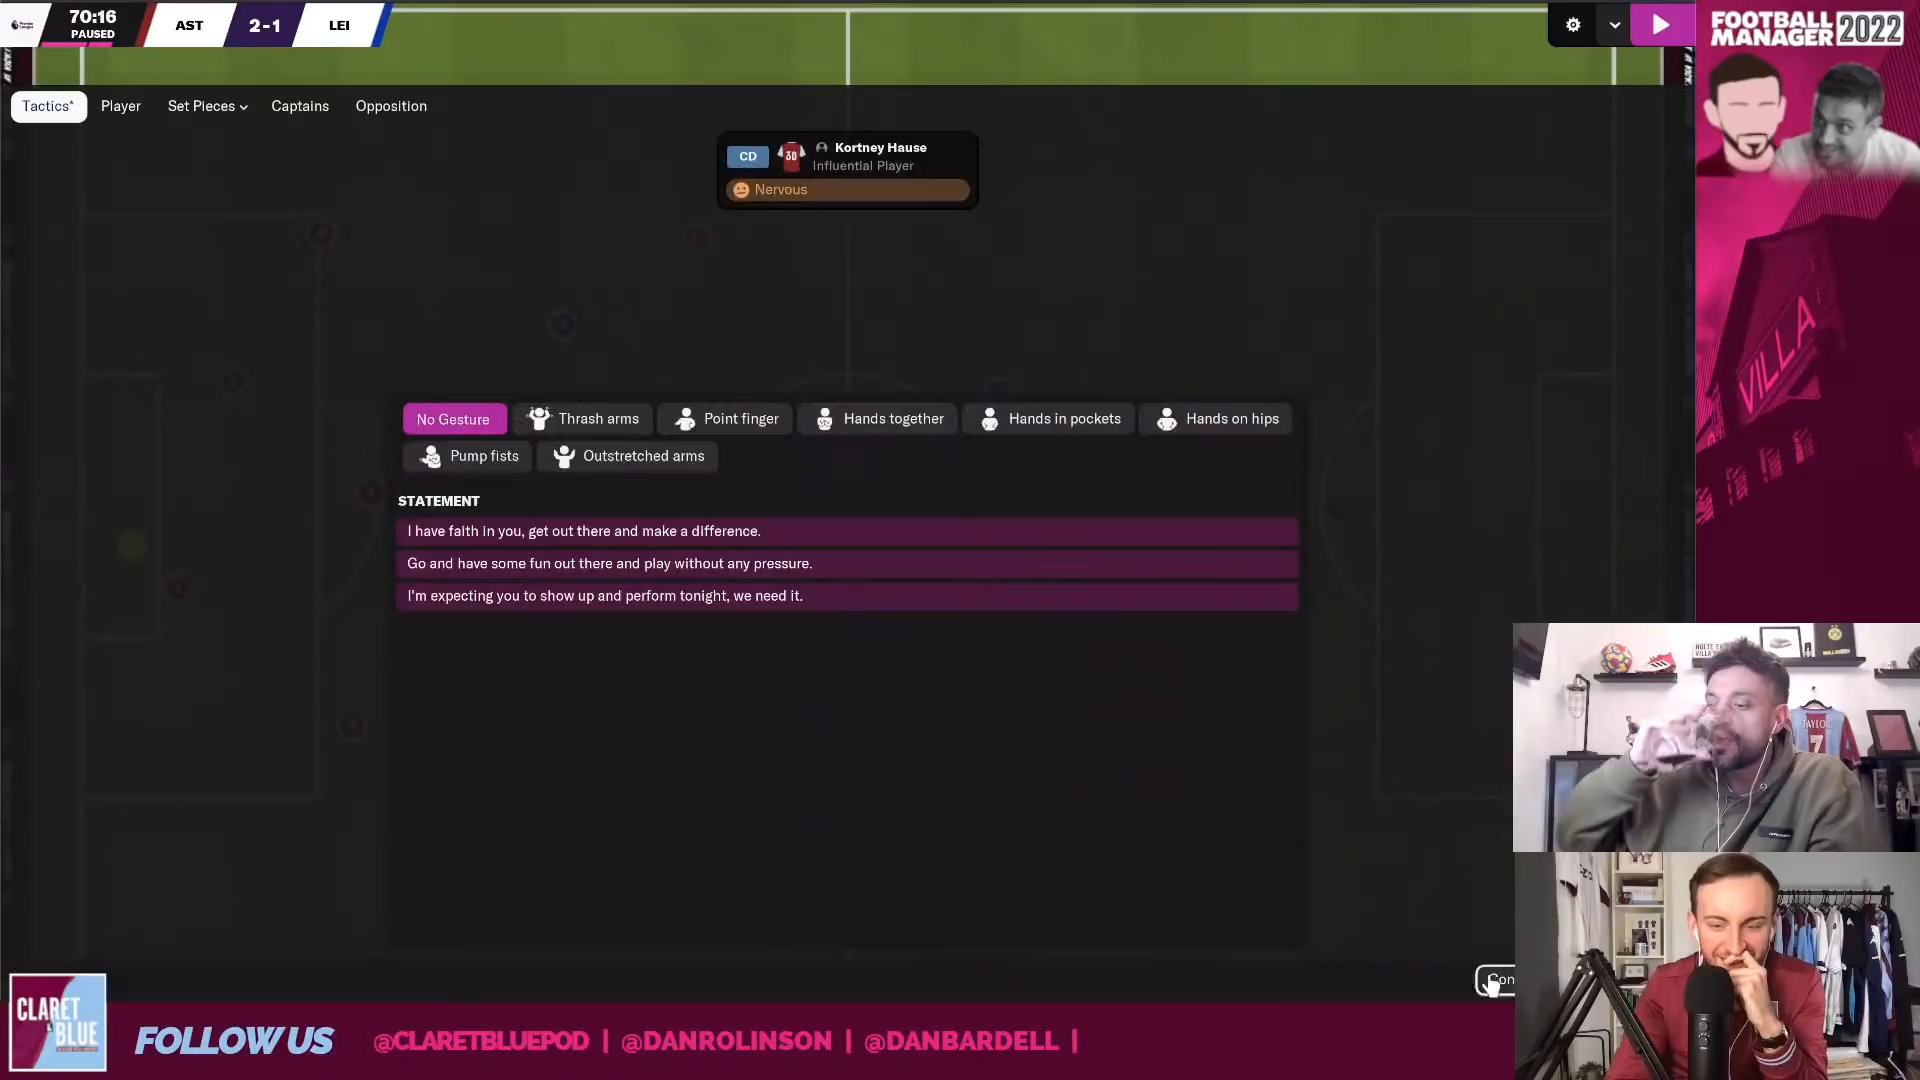 70:16
PAUSED
AST
2-1
LEI
FOOTBALL
MANAGER 2022
Tactics*
Player
Set Pieces
Captains
Opposition
CD
30
Kortney Hause
Influential Player
Nervous
No Gesture
Thrash arms
Point finger
Hands together
Hands in pockets
Hands on hips
Pump fists
Outstretched arms
STATEMENT
I have faith in you, get out there and make a difference.
Go and have some fun out there and play without any pressure.
I'm expecting you to show up and perform tonight, we need it.
VILLA
TAYLOR
7
Con
CLARET
BLUE
FOLLOW US
@CLARETBLUEPOD | @DANROLINSON | @DANBARDELL |